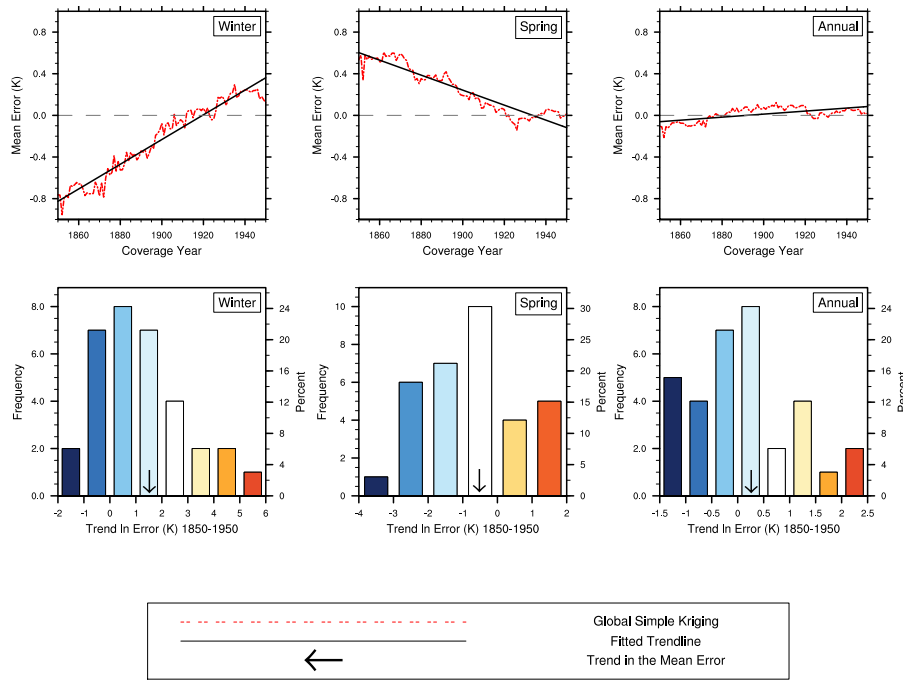 Winter
Mean Error (K)
0.8
0.4
0.0
-0.4
-0.8
1860 1880 1900 1920 1940
Coverage Year
Spring
Mean Error (K)
0.8
0.4
0.0
-0.4
-0.8
1860 1880 1900 1920 1940
Coverage Year
Annual
Mean Error (K)
0.8
0.4
0.0
-0.4
-0.8
1860 1880 1900 1920 1940
Coverage Year
Winter
Frequency
8.0
6.0
4.0
2.0
0.0
Percent
24
20
16
12
8
4
0
-2 -1 0 1 2 3 4 5 6
Trend In Error (K) 1850-1950
Spring
Frequency
10
8
6
4
2
0
Percent
30
25
20
15
10
5
0
-4 -3 -2 -1 0 1 2
Trend In Error (K) 1850-1950
Annual
Frequency
8.0
6.0
4.0
2.0
0.0
Percent
24
20
16
12
8
4
0
-1.5 -1 -0.5 0 0.5 1 1.5 2 2.5
Trend In Error (K) 1850-1950
Global Simple Kriging
Fitted Trendline
Trend in the Mean Error